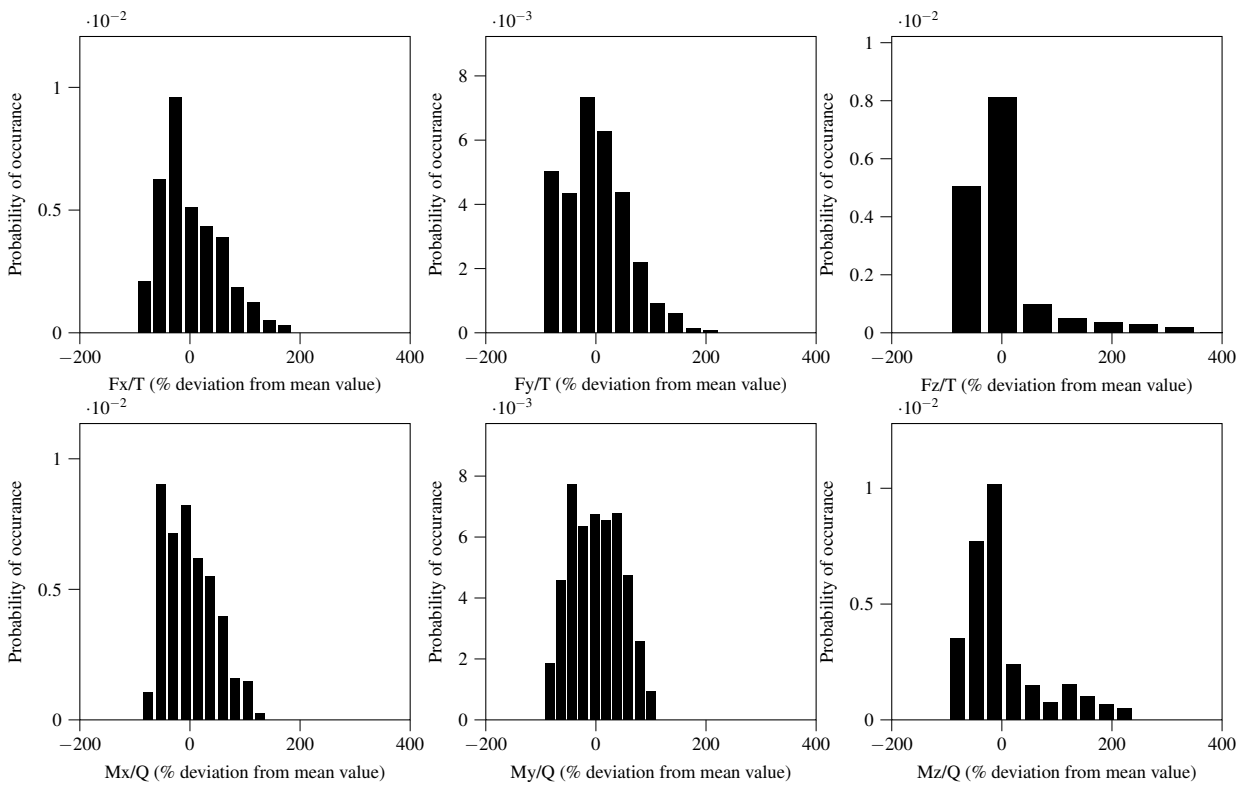 ·10−2
1
0.5
0
−200 0 200 400
Probability of occurance
Fx/T (% deviation from mean value)
·10−3
8
6
4
2
0
−200 0 200 400
Probability of occurance
Fy/T (% deviation from mean value)
·10−2
1
0.8
0.6
0.4
0.2
0
−200 0 200 400
Probability of occurance
Fz/T (% deviation from mean value)
·10−2
1
0.5
0
−200 0 200 400
Probability of occurance
Mx/Q (% deviation from mean value)
·10−3
8
6
4
2
0
−200 0 200 400
Probability of occurance
My/Q (% deviation from mean value)
·10−2
1
0.5
0
−200 0 200 400
Probability of occurance
Mz/Q (% deviation from mean value)